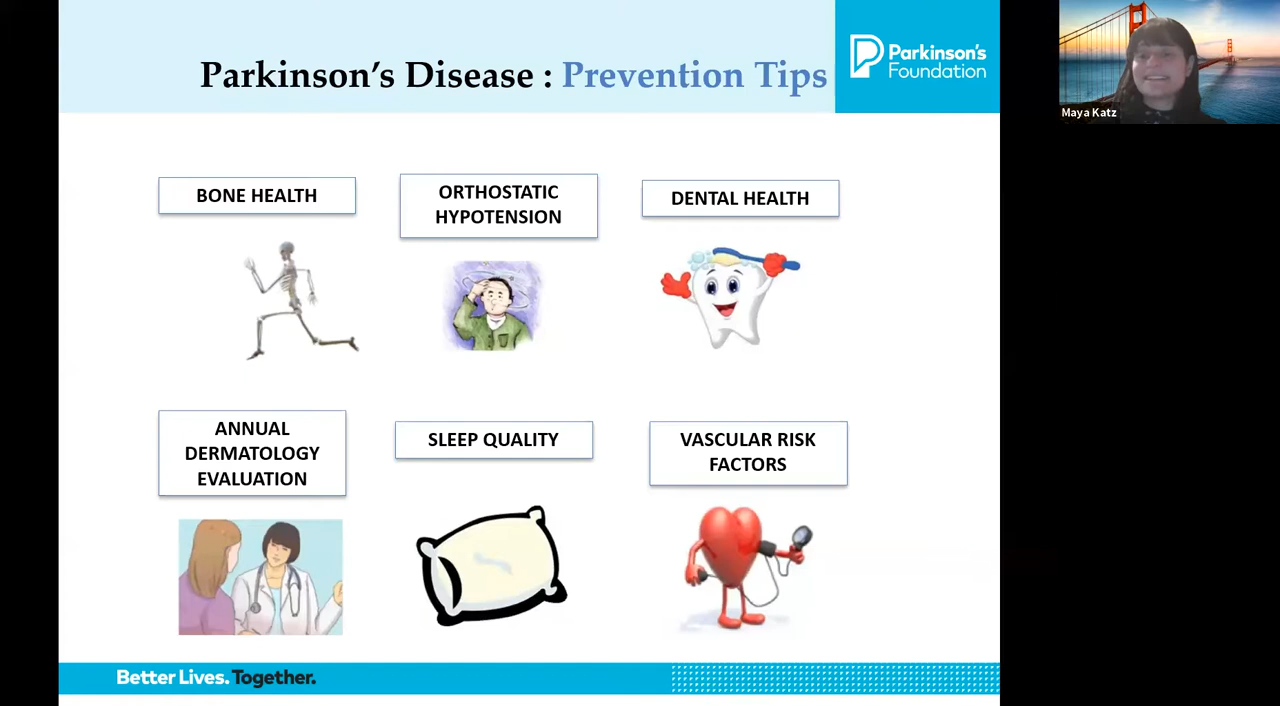 Parkinson's Disease : Prevention Tips
Parkinson's
Foundation
Maya Katz
BONE HEALTH
ORTHOSTATIC
HYPOTENSION
DENTAL HEALTH
ANNUAL
DERMATOLOGY
EVALUATION
SLEEP QUALITY
VASCULAR RISK
FACTORS
Better Lives. Together.